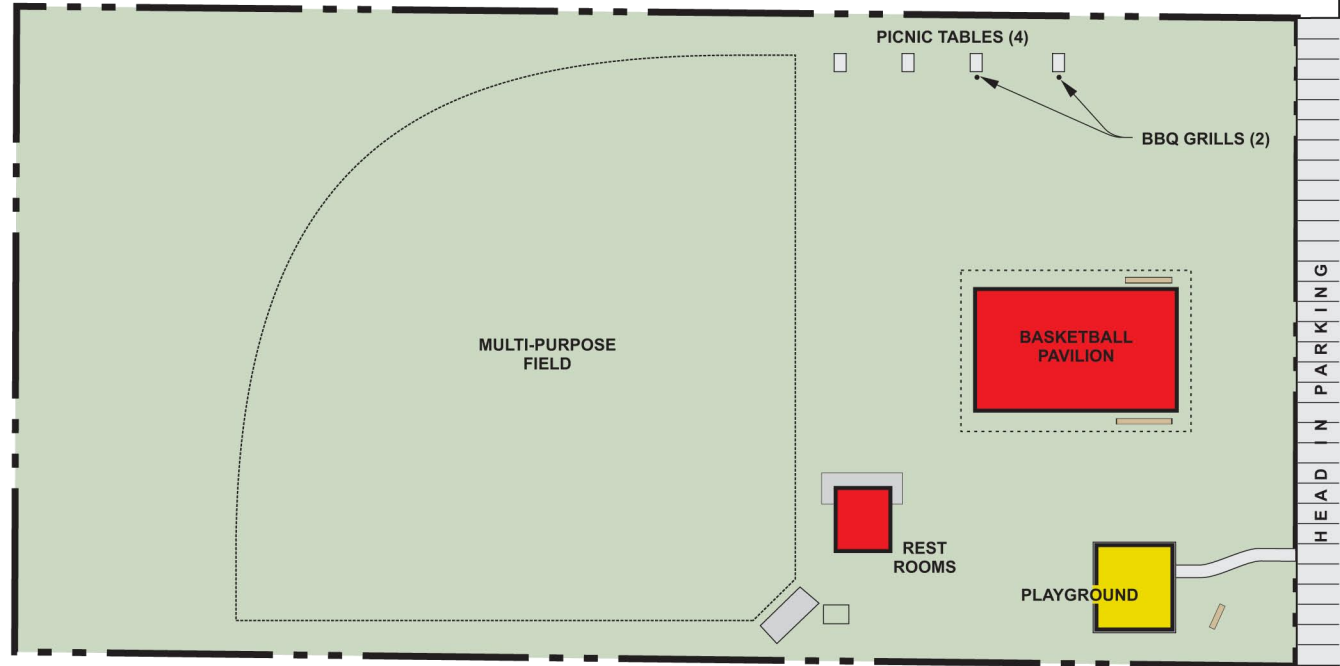 PICNIC TABLES (4)
BBQ GRILLS (2)
MULTI-PURPOSE
FIELD
BASKETBALL
PAVILION
HEAD IN PARKING
REST
ROOMS
PLAYGROUND